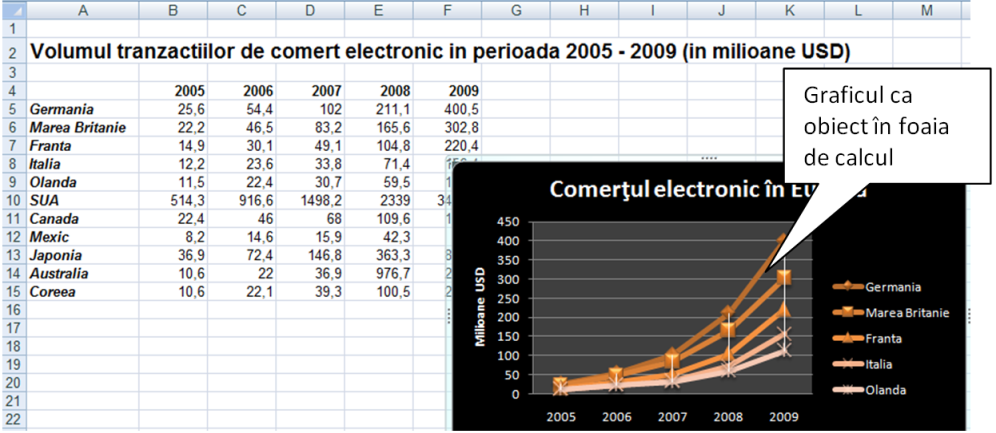 A B C D E F G H I J K L M
1
2 Volumul tranzactiilor de comert electronic in perioada 2005 - 2009 (in milioane USD)
3
4 2005 2006 2007 2008 2009
5 Germania 25,6 54,4 102 211,1 400,5
6 Marea Britanie 22,2 46,5 83,2 165,6 302,8
7 Franta 14,9 30,1 49,1 104,8 220,4
8 Italia 12,2 23,6 33,8 71,4
9 Olanda 11,5 22,4 30,7 59,5
10 SUA 514,3 916,6 1498,2 2339
11 Canada 22,4 46 68 109,6
12 Mexic 8,2 14,6 15,9 42,3
13 Japonia 36,9 72,4 146,8 363,3
14 Australia 10,6 22 36,9 976,7
15 Coreea 10,6 22,1 39,3 100,5
16
17
18
19
20
21
22
Graficul ca
obiect în foaia
de calcul
Comerţul electronic în
Milioane USD
450
400
350
300
250
200
150
100
50
0
2005 2006 2007 2008 2009
Germania
Marea Britanie
Franta
Italia
Olanda